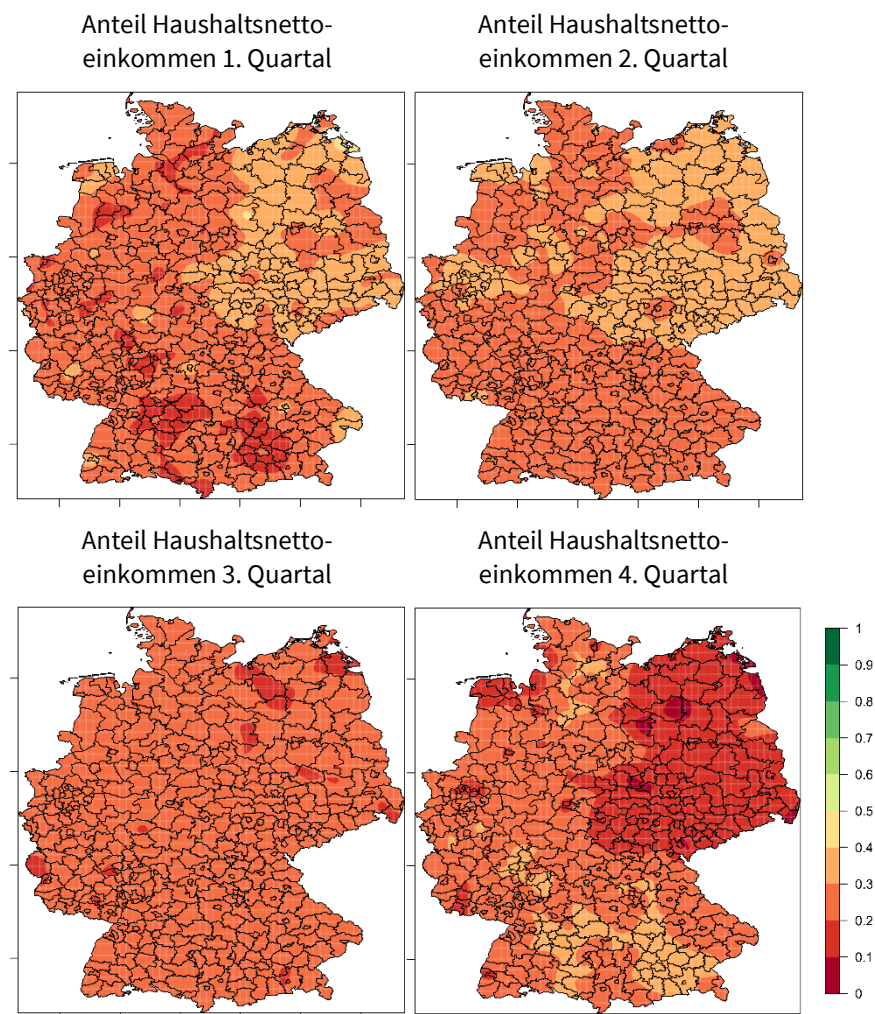 Anteil Haushaltsnetto-
einkommen 1. Quartal
Anteil Haushaltsnetto-
einkommen 2. Quartal
Anteil Haushaltsnetto-
einkommen 3. Quartal
Anteil Haushaltsnetto-
einkommen 4. Quartal
1
0.9
0.8
0.7
0.6
0.5
0.4
0.3
0.2
0.1
0